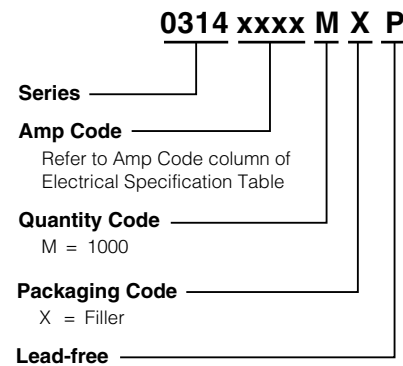 0314 xxxx M X P
Series
Amp Code
Refer to Amp Code column of
Electrical Specification Table
Quantity Code
M = 1000
Packaging Code
X = Filler
Lead-free